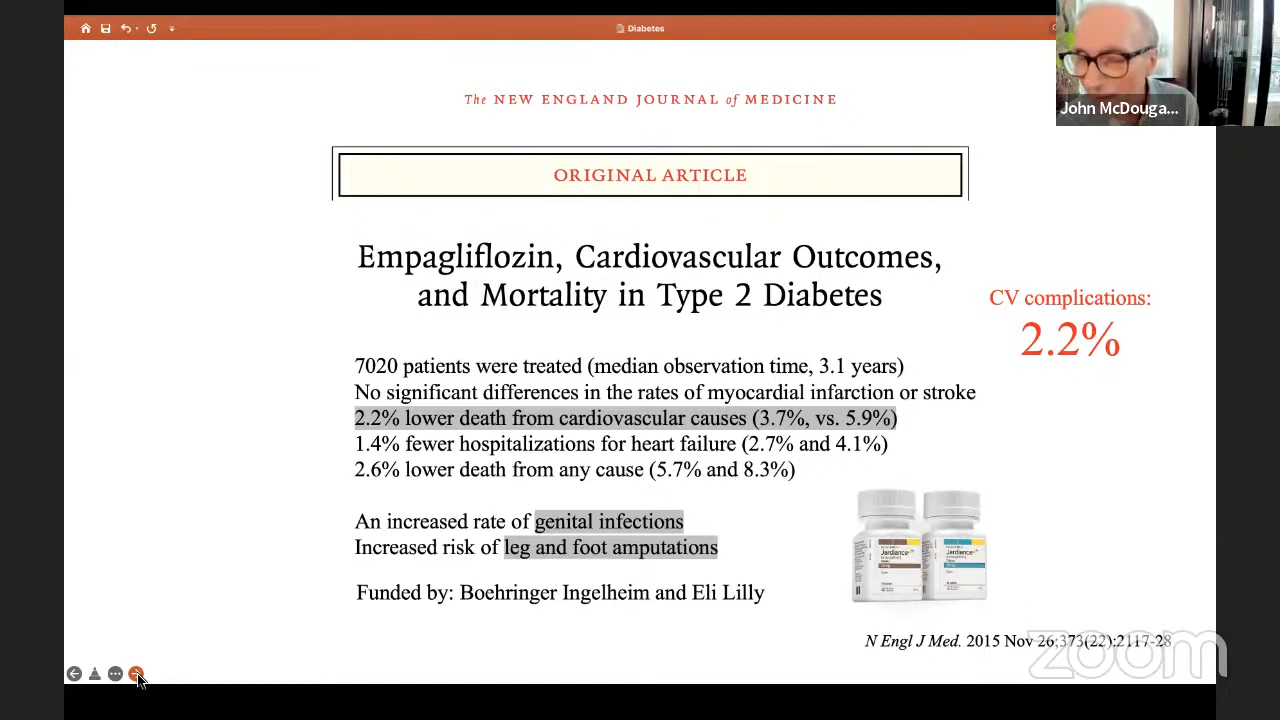 Diabetes
John McDouga...
The NEW ENGLAND JOURNAL of MEDICINE
ORIGINAL ARTICLE
Empagliflozin, Cardiovascular Outcomes,
and Mortality in Type 2 Diabetes
CV complications:
2.2%
7020 patients were treated (median observation time, 3.1 years)
No significant differences in the rates of myocardial infarction or stroke
2.2% lower death from cardiovascular causes (3.7%, vs. 5.9%)
1.4% fewer hospitalizations for heart failure (2.7% and 4.1%)
2.6% lower death from any cause (5.7% and 8.3%)
An increased rate of genital infections
Increased risk of leg and foot amputations
Jardiance
Jardiance
Funded by: Boehringer Ingelheim and Eli Lilly
N Engl J Med. 2015 Nov 26;373(22):2117-28
zoom